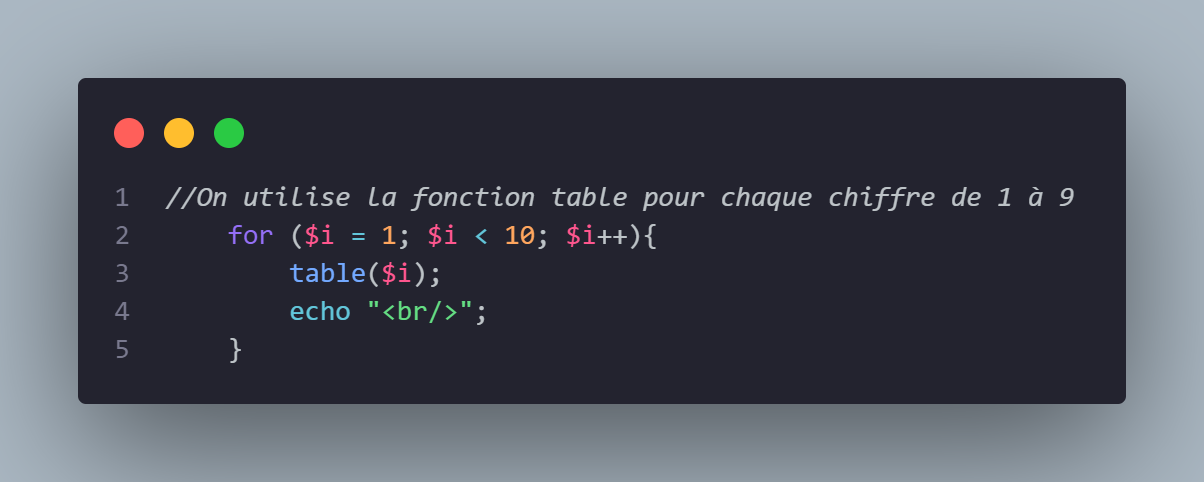 1 //On utilise la fonction table pour chaque chiffre de 1 à 9
2 for ($i = 1; $i < 10; $i++){
3 table($i);
4 echo "<br/>";
5 }